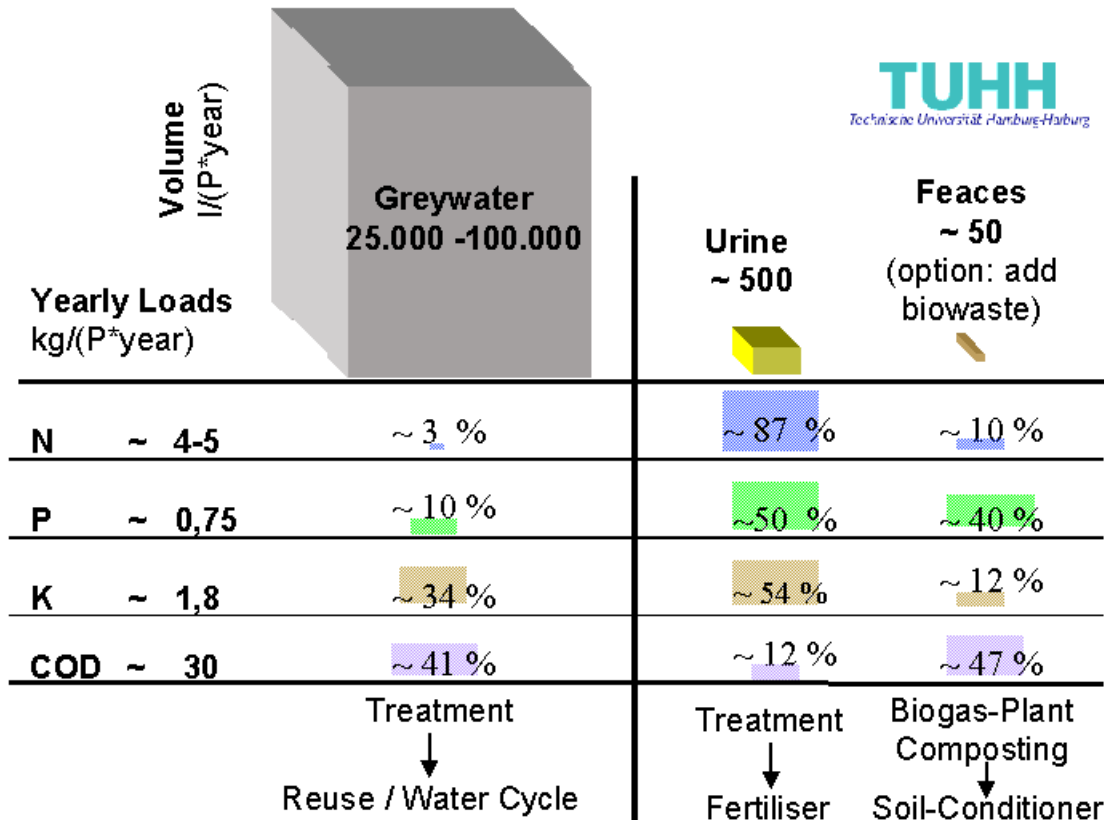 Volume
l/(P*year)
TUHH
Technische Universität Hamburg-Harburg
Greywater
25.000 -100.000
Urine
~ 500
Feaces
~ 50
(option: add
biowaste)
Yearly Loads
kg/(P*year)
N ~ 4-5 ~ 3 % ~ 87 % ~ 10 %
P ~ 0,75 ~ 10 % ~50 % ~ 40 %
K ~ 1,8 ~ 34 % ~ 54 % ~ 12 %
COD ~ 30 ~ 41 % ~ 12 % ~ 47 %
Treatment
Reuse / Water Cycle
Treatment
Fertiliser
Biogas-Plant
Composting
Soil-Conditioner